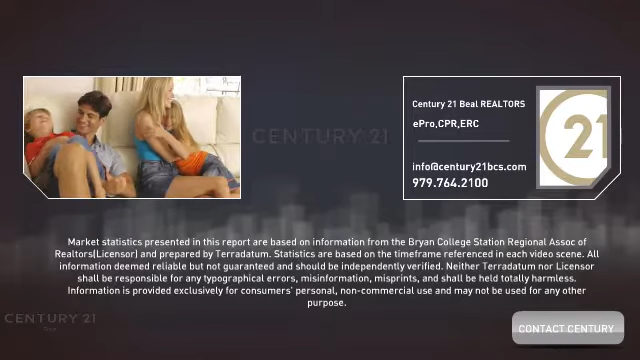 Century 21 Beal REALTORS
ePro,CPR,ERC
info@century21bcs.com
979.764.2100
21
CENTURY 21
Market statistics presented in this report are based on information from the Bryan College Station Regional Assoc of
Realtors(Licensor) and prepared by Terradatum. Statistics are based on the timeframe referenced in each video scene. All
information deemed reliable but not guaranteed and should be independently verified. Neither Terradatum nor Licensor
shall be responsible for any typographical errors, misinformation, misprints, and shall be held totally harmless.
Information is provided exclusively for consumers' personal, non-commercial use and may not be used for any other
purpose.
CENTURY 21
CONTACT CENTURY